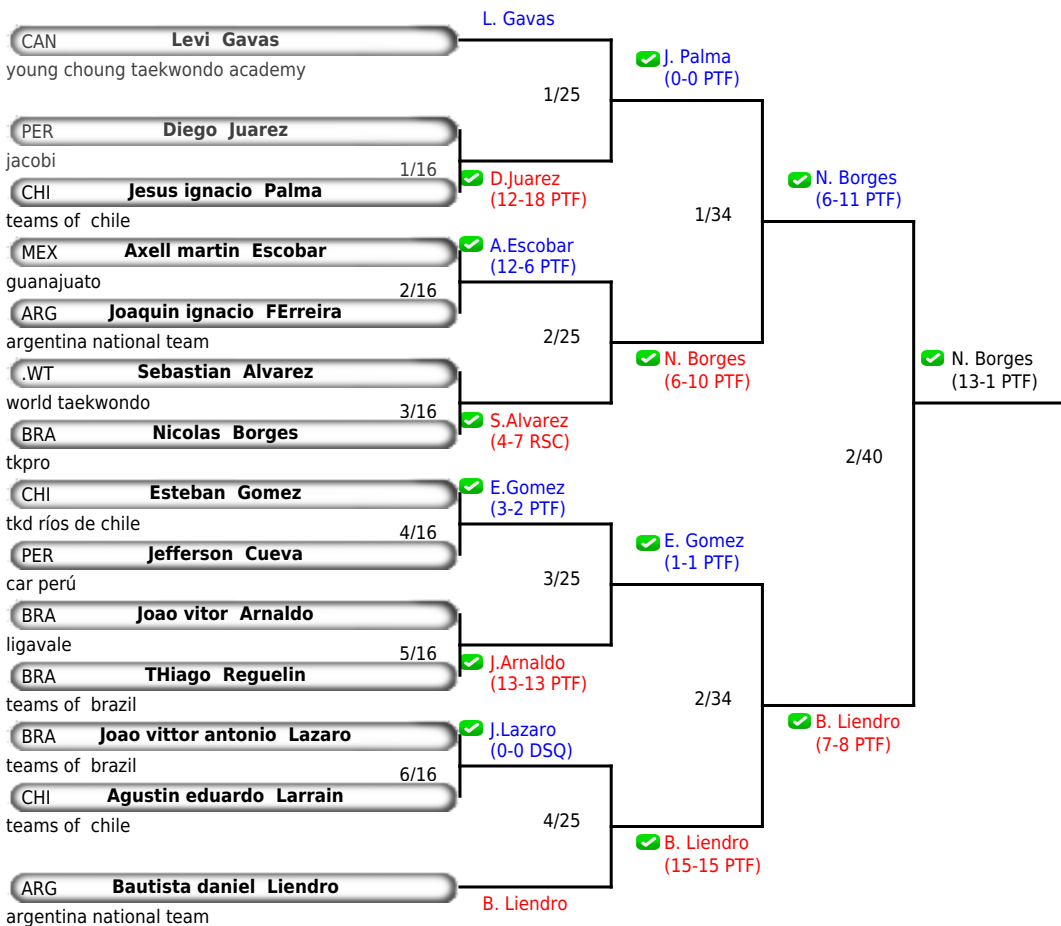 L. Gavas
CAN Levi Gavas
young choung taekwondo academy
J. Palma
(0-0 PTF)
1/25
PER Diego Juarez
jacobi
1/16
D.Juarez
(12-18 PTF)
CHI Jesus ignacio Palma
teams of chile
N. Borges
(6-11 PTF)
1/34
MEX Axell martin Escobar
guanajuato
A.Escobar
(12-6 PTF)
2/16
ARG Joaquin ignacio FErreira
argentina national team
2/25
N. Borges
(6-10 PTF)
N. Borges
(13-1 PTF)
.WT Sebastian Alvarez
world taekwondo
3/16
S.Alvarez
(4-7 RSC)
BRA Nicolas Borges
tkpro
2/40
CHI Esteban Gomez
tkd ríos de chile
E.Gomez
(3-2 PTF)
4/16
PER Jefferson Cueva
car perú
E. Gomez
(1-1 PTF)
3/25
BRA Joao vitor Arnaldo
ligavale
5/16
J.Arnaldo
(13-13 PTF)
BRA THiago Reguelin
teams of brazil
2/34
B. Liendro
(7-8 PTF)
BRA Joao vittor antonio Lazaro
teams of brazil
J.Lazaro
(0-0 DSQ)
6/16
CHI Agustin eduardo Larrain
teams of chile
4/25
B. Liendro
(15-15 PTF)
ARG Bautista daniel Liendro
argentina national team
B. Liendro